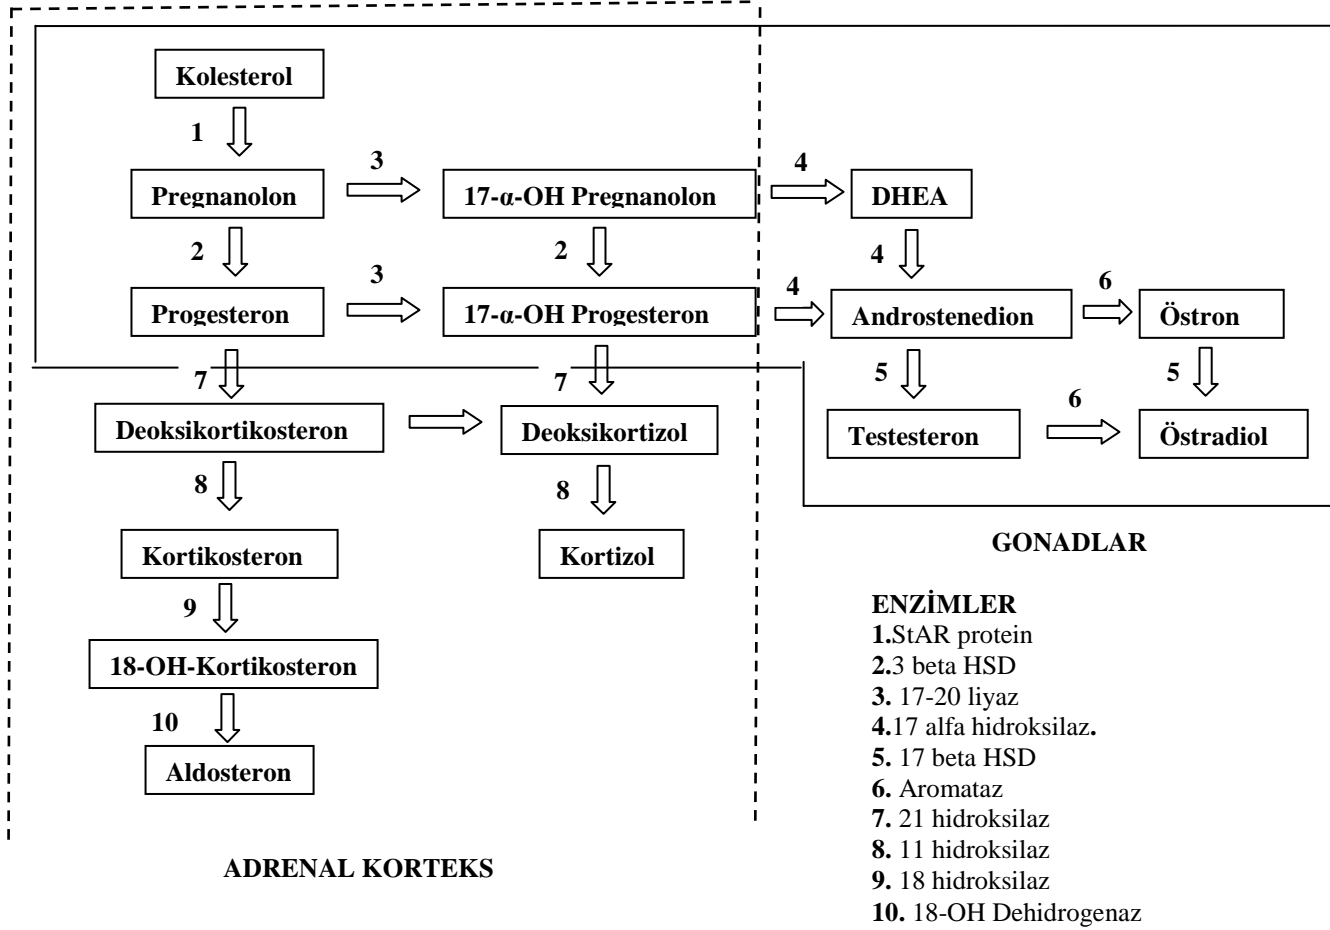 Kolesterol
1
3
4
Pregnanolon
17-α-OH Pregnanolon
DHEA
2
2
3
4
4
6
Progesteron
17-α-OH Progesteron
Androstenedion
Östron
7
7
5
5
6
Deoksikortikosteron
Deoksikortizol
Testesteron
Östradiol
8
8
Kortikosteron
Kortizol
GONADLAR
9
18-OH-Kortikosteron
10
Aldosteron
ADRENAL KORTEKS
ENZİMLER
1.StAR protein
2.3 beta HSD
3. 17-20 liyaz
4.17 alfa hidroksilaz.
5. 17 beta HSD
6. Aromataz
7. 21 hidroksilaz
8. 11 hidroksilaz
9. 18 hidroksilaz
10. 18-OH Dehidrogenaz